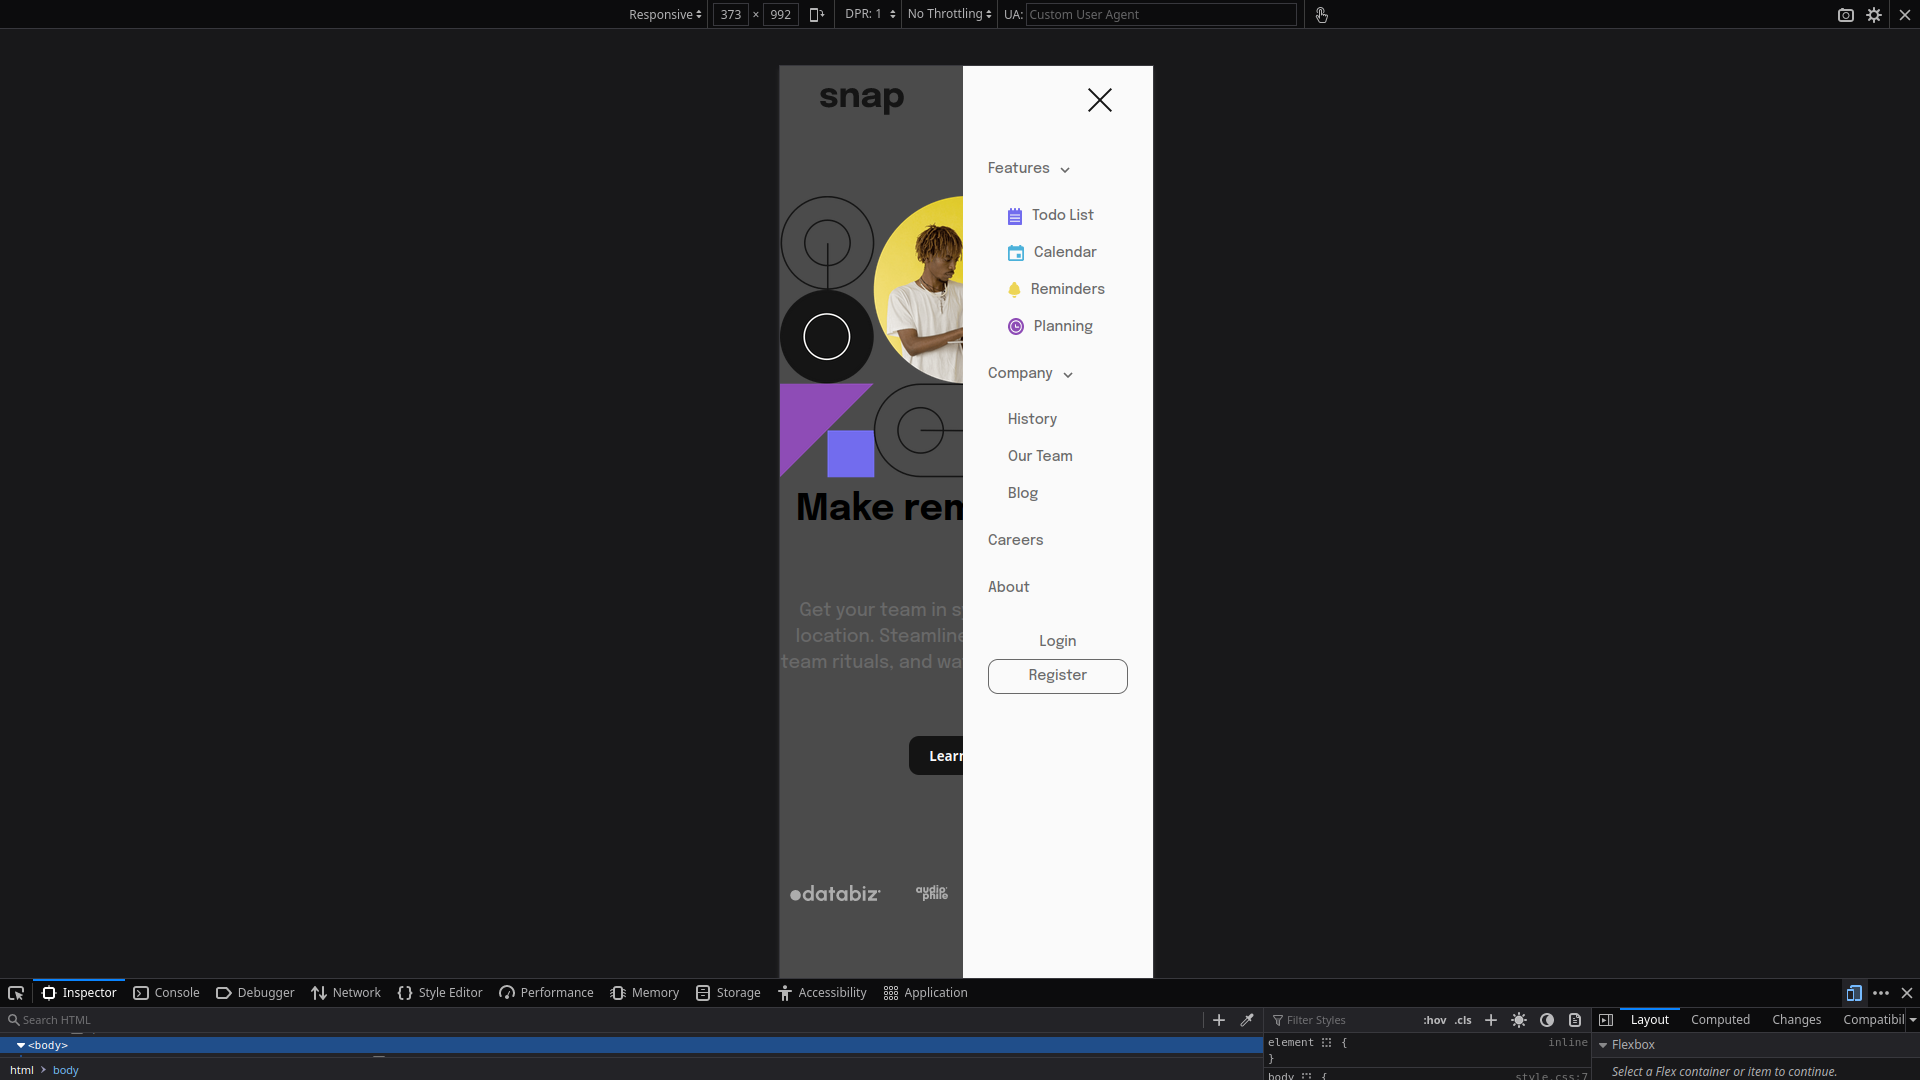 Responsive 373 × 992 DPR: 1 No Throttling UA: Custom User Agent
snap
Features
Todo List
Calendar
Reminders
Planning
Company
History
Our Team
Blog
Careers
About
Login
Register
Make rem
Get your team in s
location. Steamline
team rituals, and wa
Learn
databiz
audio
phile
Inspector Console Debugger Network Style Editor Performance Memory Storage Accessibility Application
Search HTML
Filter Styles :hov .cls
Layout Computed Changes Compatibil
<body>
element { inline
}
body { style.css:7
Flexbox
Select a Flex container or item to continue.
html > body